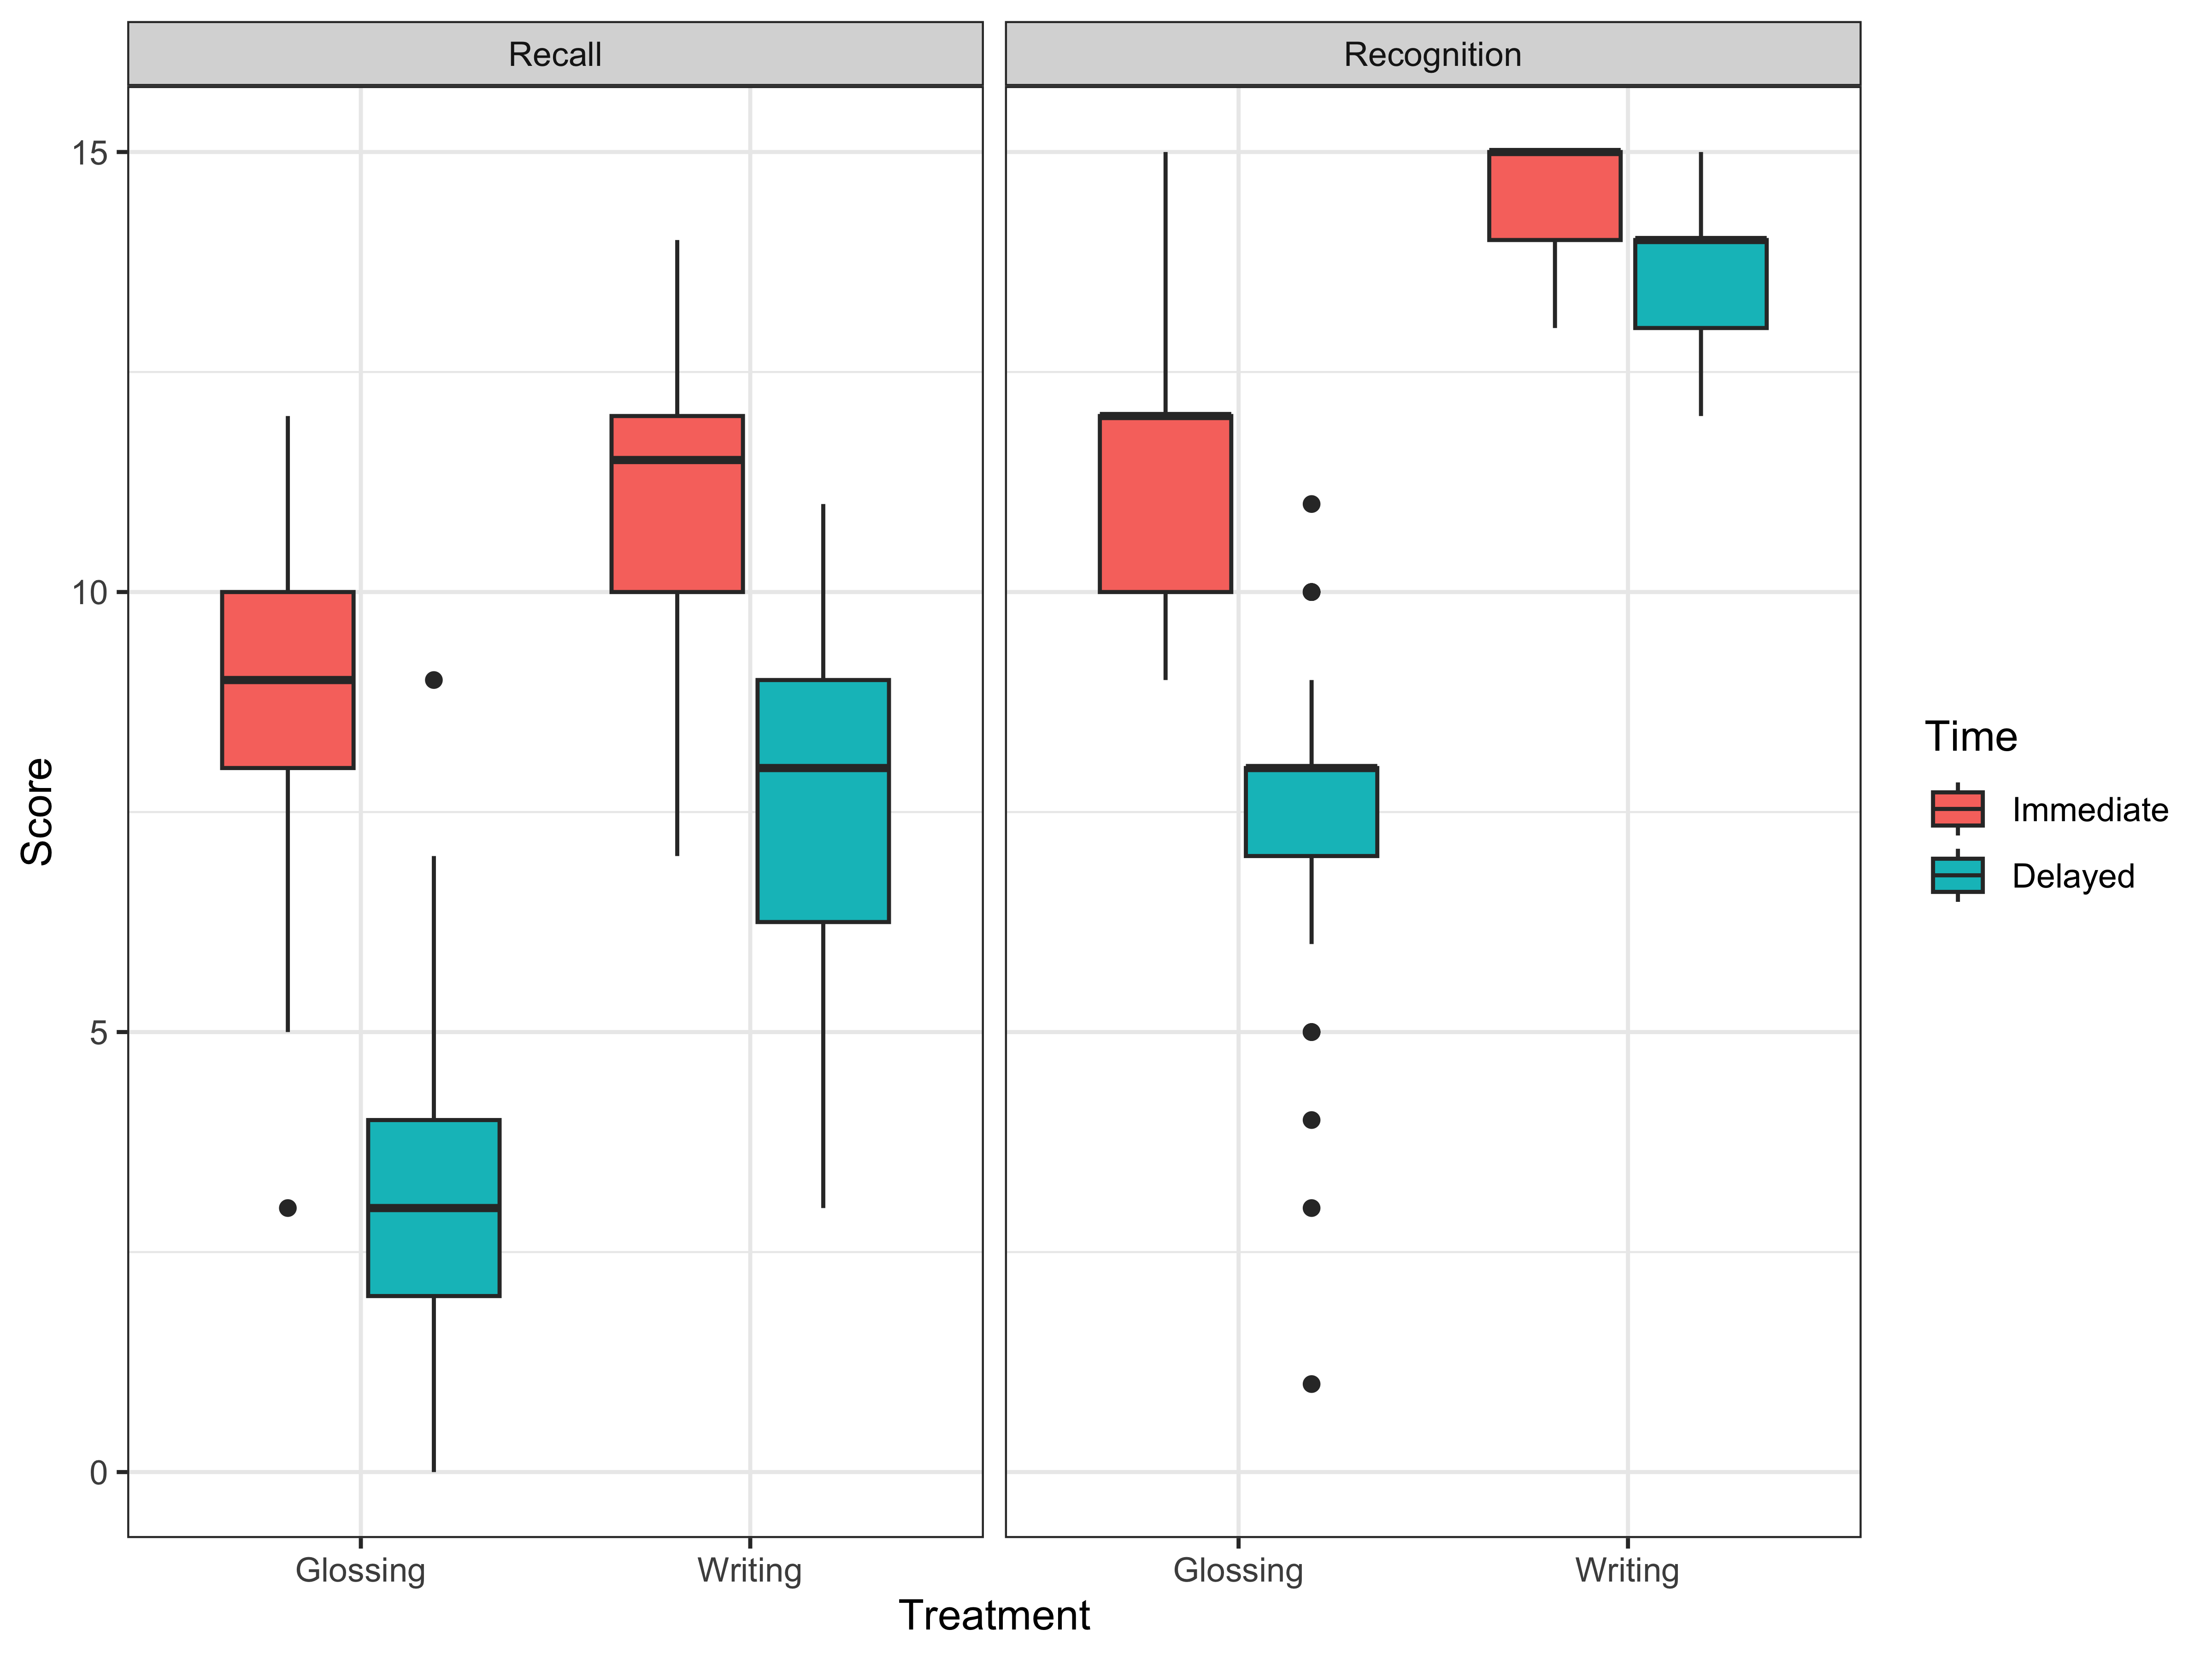 Recall
Recognition
15
10
5
0
Score
Glossing
Writing
Glossing
Writing
Treatment
Time
Immediate
Delayed